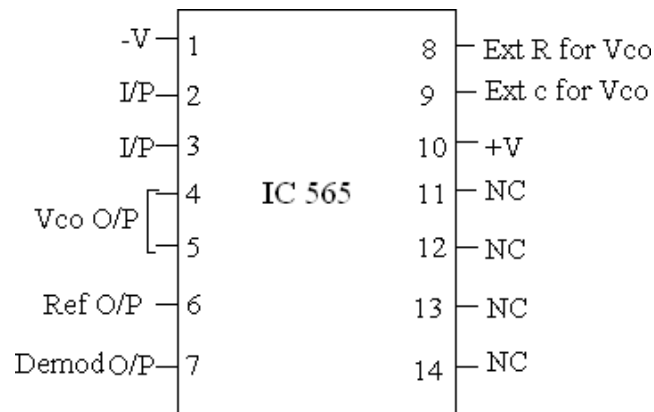 -V 1
I/P 2
I/P 3
Vco O/P 4
5
Ref O/P 6
Demod O/P 7
IC 565
8 Ext R for Vco
9 Ext c for Vco
10 +V
11 NC
12 NC
13 NC
14 NC